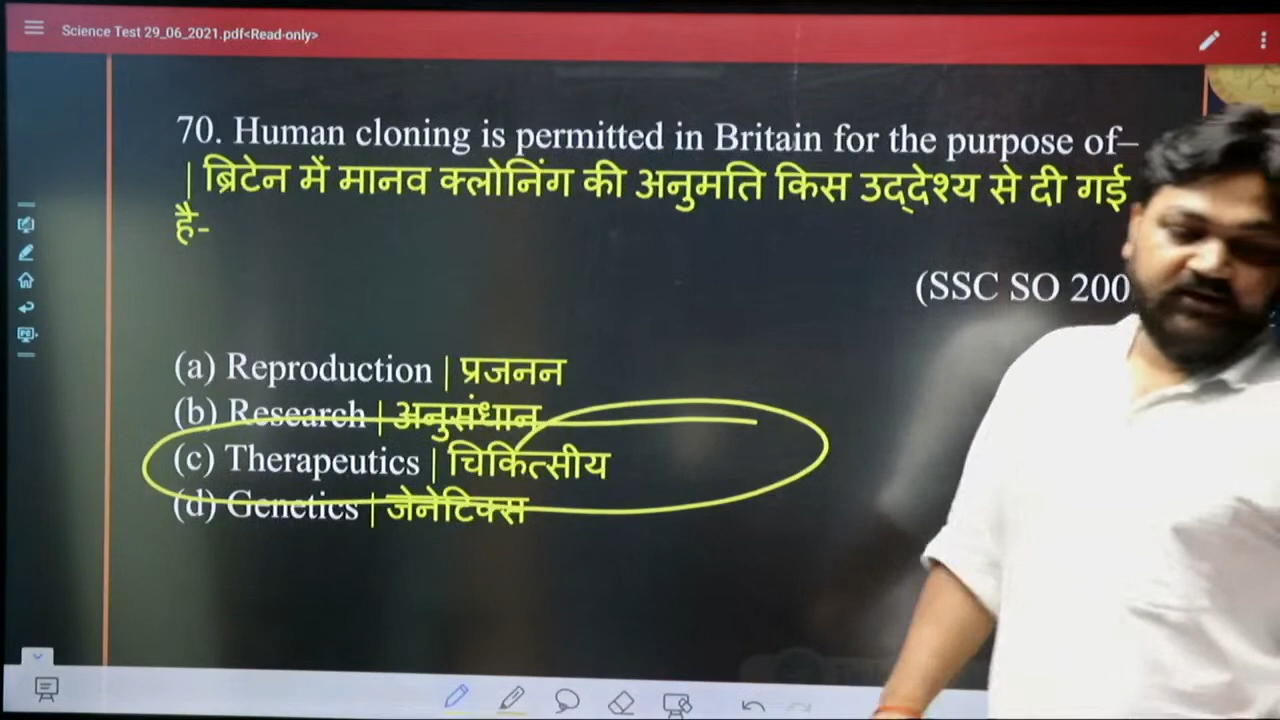 Science Test 29_06_2021.pdf<Read-only>
70. Human cloning is permitted in Britain for the purpose of–
| ब्रिटेन में मानव क्लोनिंग की अनुमति किस उद्देश्य से दी गई
है-
(SSC SO 200
(a) Reproduction | प्रजनन
(b) Research | अनुसंधान
(c) Therapeutics | चिकित्सीय
(d) Genetics | जेनेटिक्स